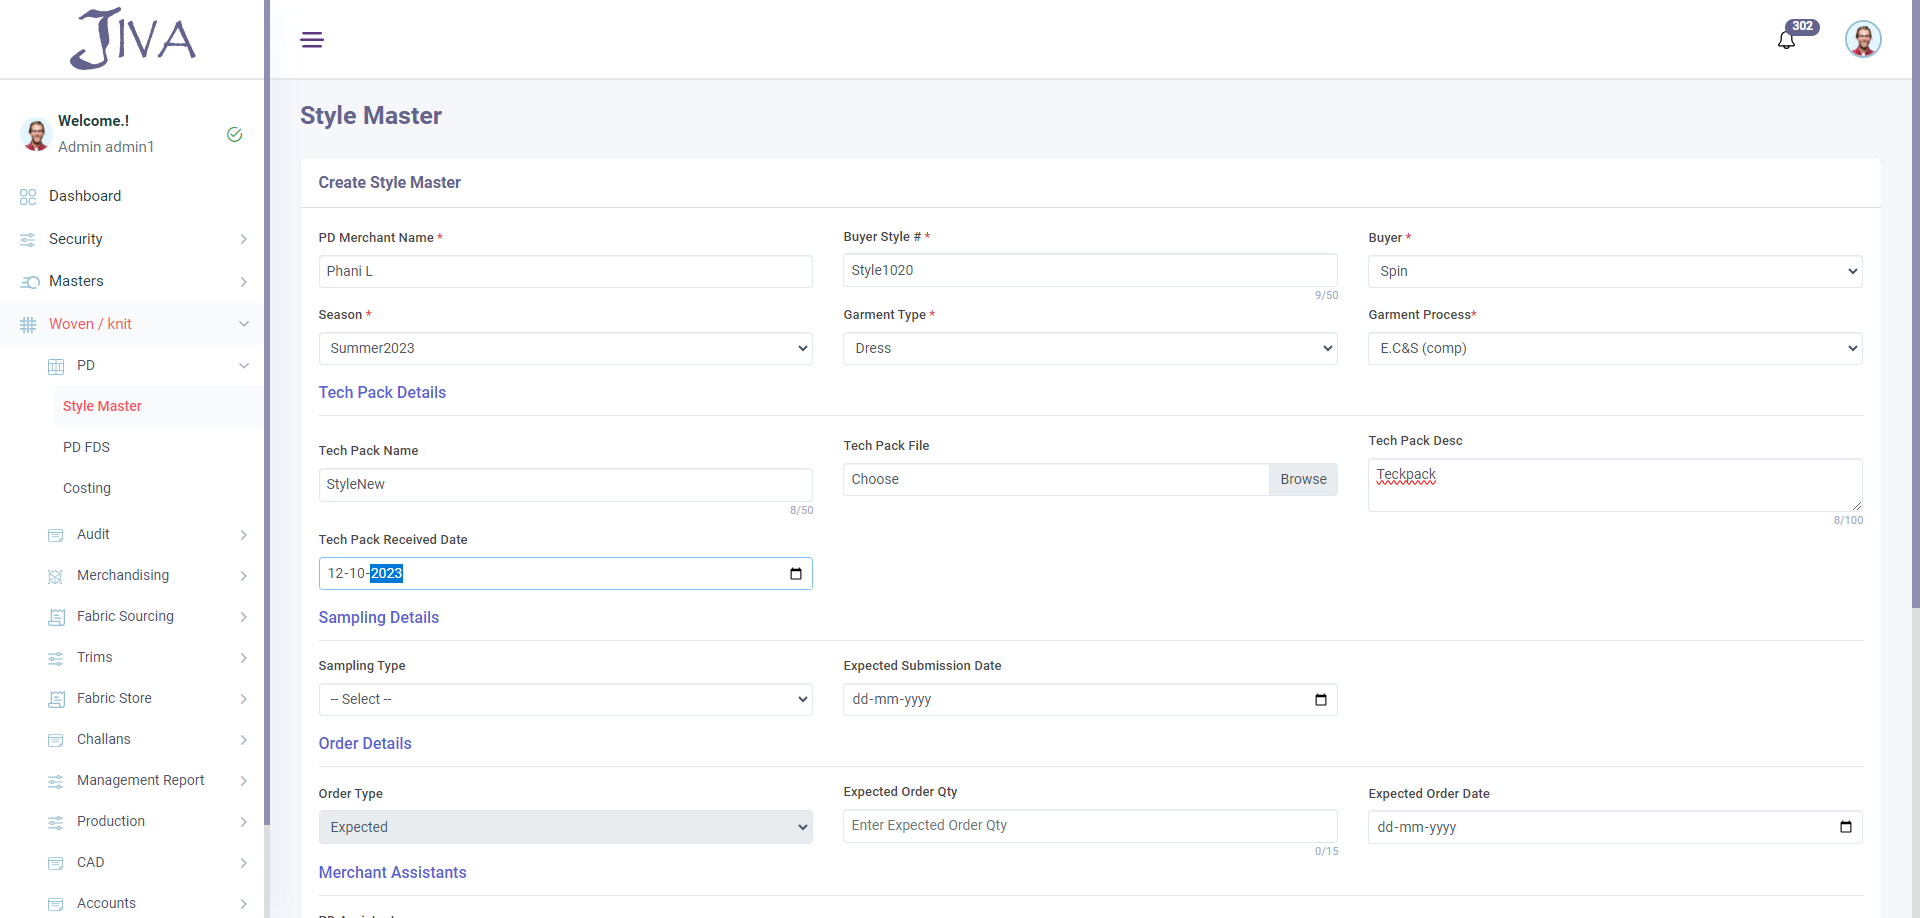 JIVA
302
Welcome.!
Admin admin1
Dashboard
Security
Masters
Woven / knit
PD
Style Master
PD FDS
Costing
Audit
Merchandising
Fabric Sourcing
Trims
Fabric Store
Challans
Management Report
Production
CAD
Accounts
Style Master
Create Style Master
PD Merchant Name *
Buyer Style # *
Buyer *
Phani L
Style1020
Spin
9/50
Season *
Garment Type *
Garment Process*
Summer2023
Dress
E.C&S (comp)
Tech Pack Details
Tech Pack Name
Tech Pack File
Tech Pack Desc
StyleNew
Choose
Browse
Teckpack
8/50
8/100
Tech Pack Received Date
12-10-2023
Sampling Details
Sampling Type
Expected Submission Date
-- Select --
dd-mm-yyyy
Order Details
Order Type
Expected Order Qty
Expected Order Date
Expected
Enter Expected Order Qty
dd-mm-yyyy
0/15
Merchant Assistants